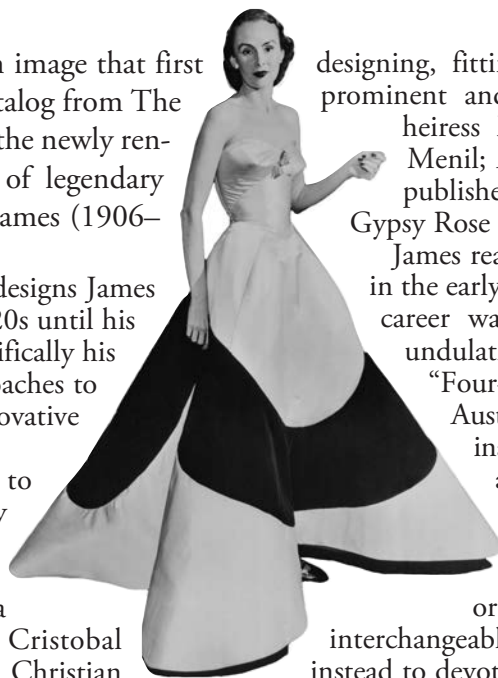 n image that first
talog from The
the newly ren-
of legendary
ames (1906–
designs James
20s until his
ifically his
aches to
ovative
to
y
a
Cristobal
Christian
designing, fittin
prominent and
heiress
Menil;
publishe
Gypsy Rose
James rea
in the early
career wa
undulat
“Four
Aust
ins
a
or
interchangeabl
instead to devot